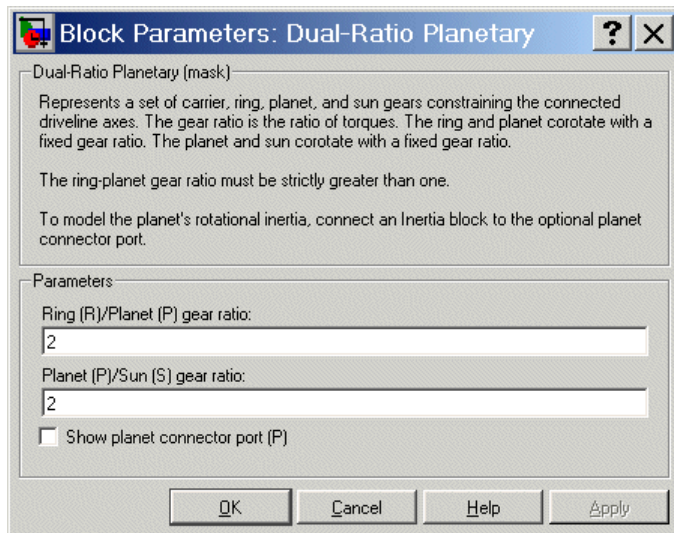 Block Parameters: Dual-Ratio Planetary
Dual-Ratio Planetary (mask)
Represents a set of carrier, ring, planet, and sun gears constraining the connected
driveline axes. The gear ratio is the ratio of torques. The ring and planet corotate with a
fixed gear ratio. The planet and sun corotate with a fixed gear ratio.
The ring-planet gear ratio must be strictly greater than one.
To model the planet's rotational inertia, connect an Inertia block to the optional planet
connector port.
Parameters
Ring (R)/Planet (P) gear ratio:
2
Planet (P)/Sun (S) gear ratio:
2
Show planet connector port (P)
OK Cancel Help Apply